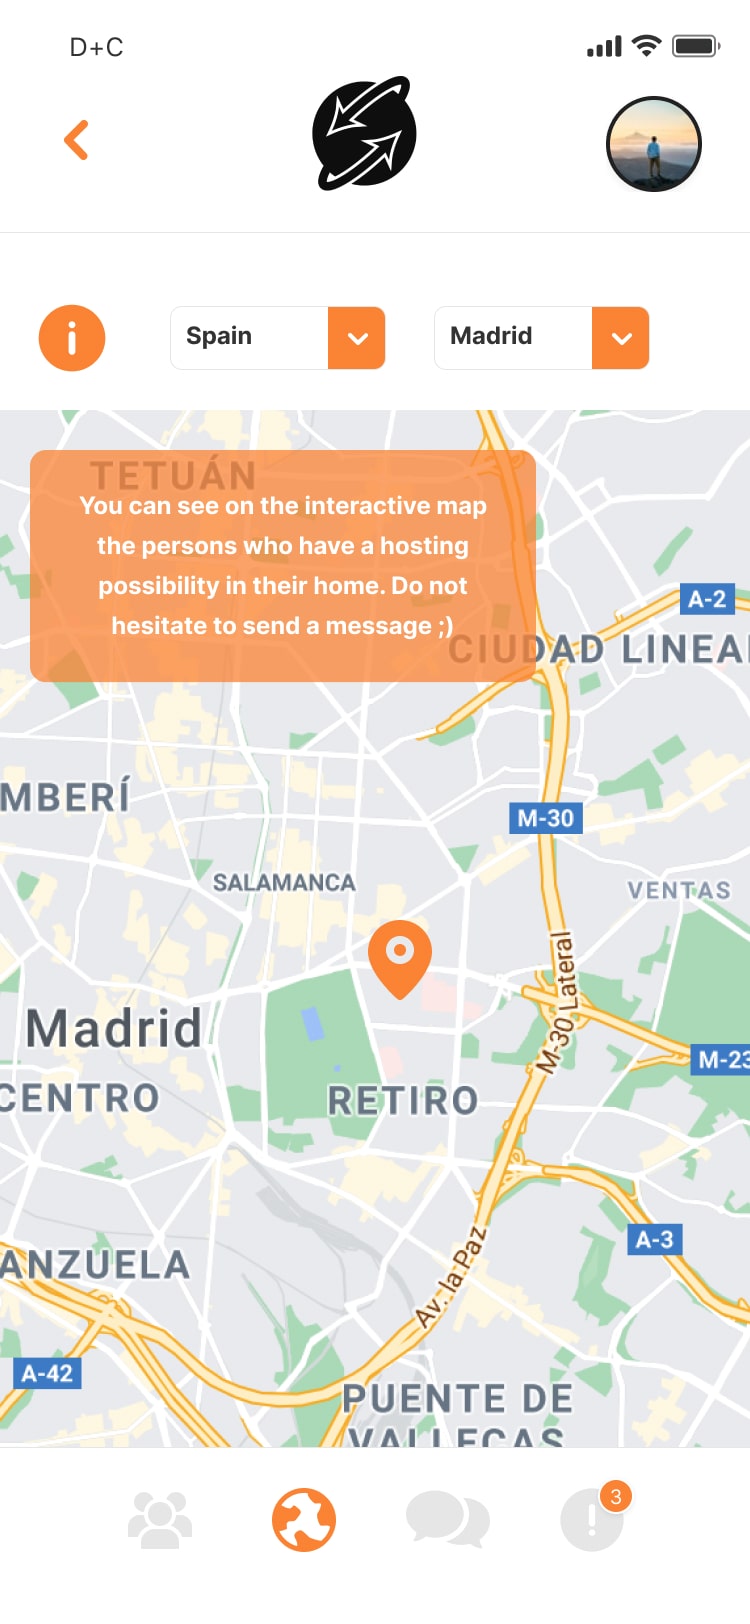 D+C
Spain
Madrid
TETUÁN
You can see on the interactive map
the persons who have a hosting
possibility in their home. Do not
hesitate to send a message ;)
A-2
CIUDAD LINEAL
MBERÍ
M-30
SALAMANCA
VENTAS
M-30 Lateral
Madrid
M-23
CENTRO
RETIRO
A-3
ANZUELA
Av. la Paz
A-42
PUENTE DE
VALLECAS
3